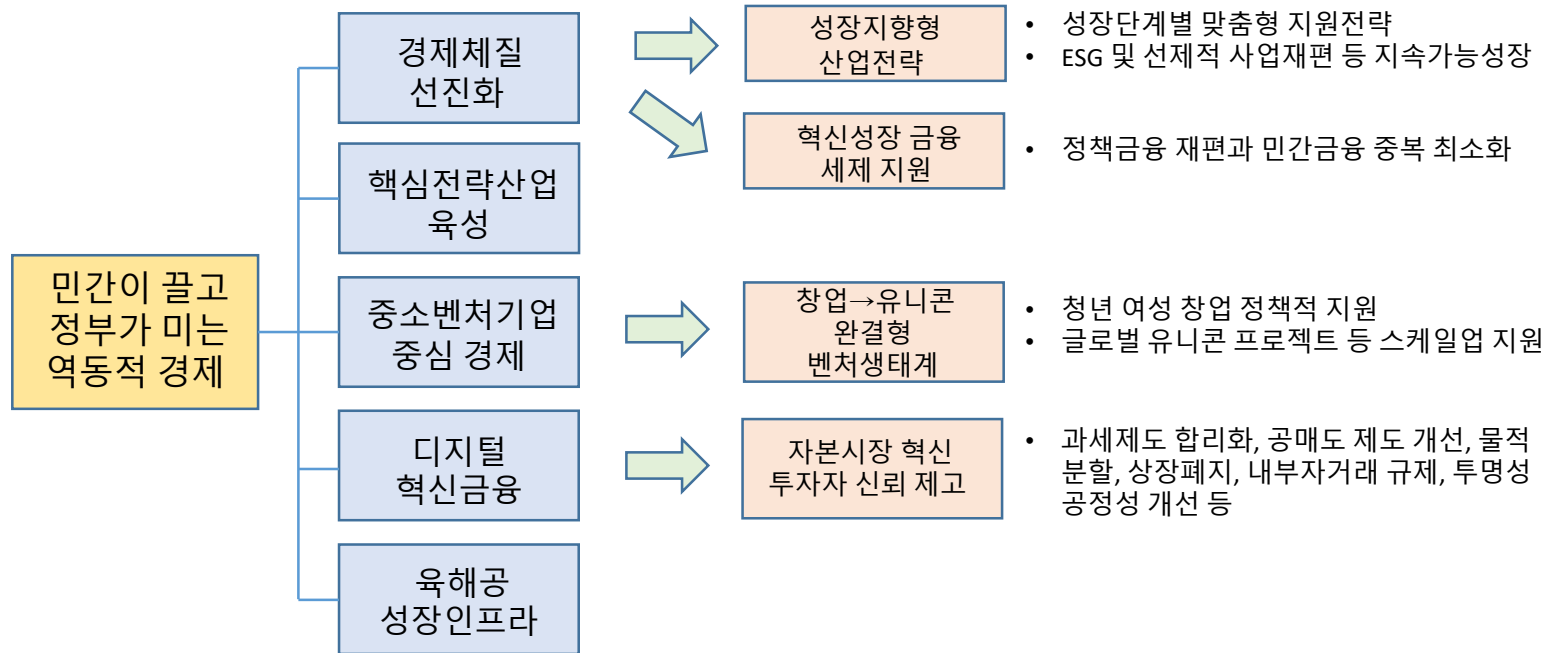 민간이 끌고
정부가 미는
역동적 경제
경제체질
선진화
성장지향형
산업전략
• 성장단계별 맞춤형 지원전략
• ESG 및 선제적 사업재편 등 지속가능성장
혁신성장 금융
세제 지원
• 정책금융 재편과 민간금융 중복 최소화
핵심전략산업
육성
중소벤처기업
중심 경제
창업→유니콘
완결형
벤처생태계
• 청년 여성 창업 정책적 지원
• 글로벌 유니콘 프로젝트 등 스케일업 지원
디지털
혁신금융
자본시장 혁신
투자자 신뢰 제고
• 과세제도 합리화, 공매도 제도 개선, 물적
분할, 상장폐지, 내부자거래 규제, 투명성
공정성 개선 등
육해공
성장인프라